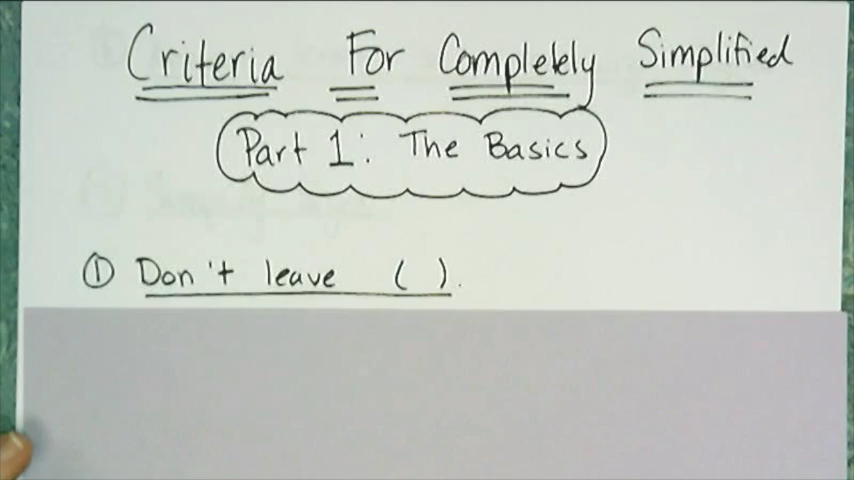 Criteria For Completely Simplified
Part 1: The Basics
① Don't leave ( ).